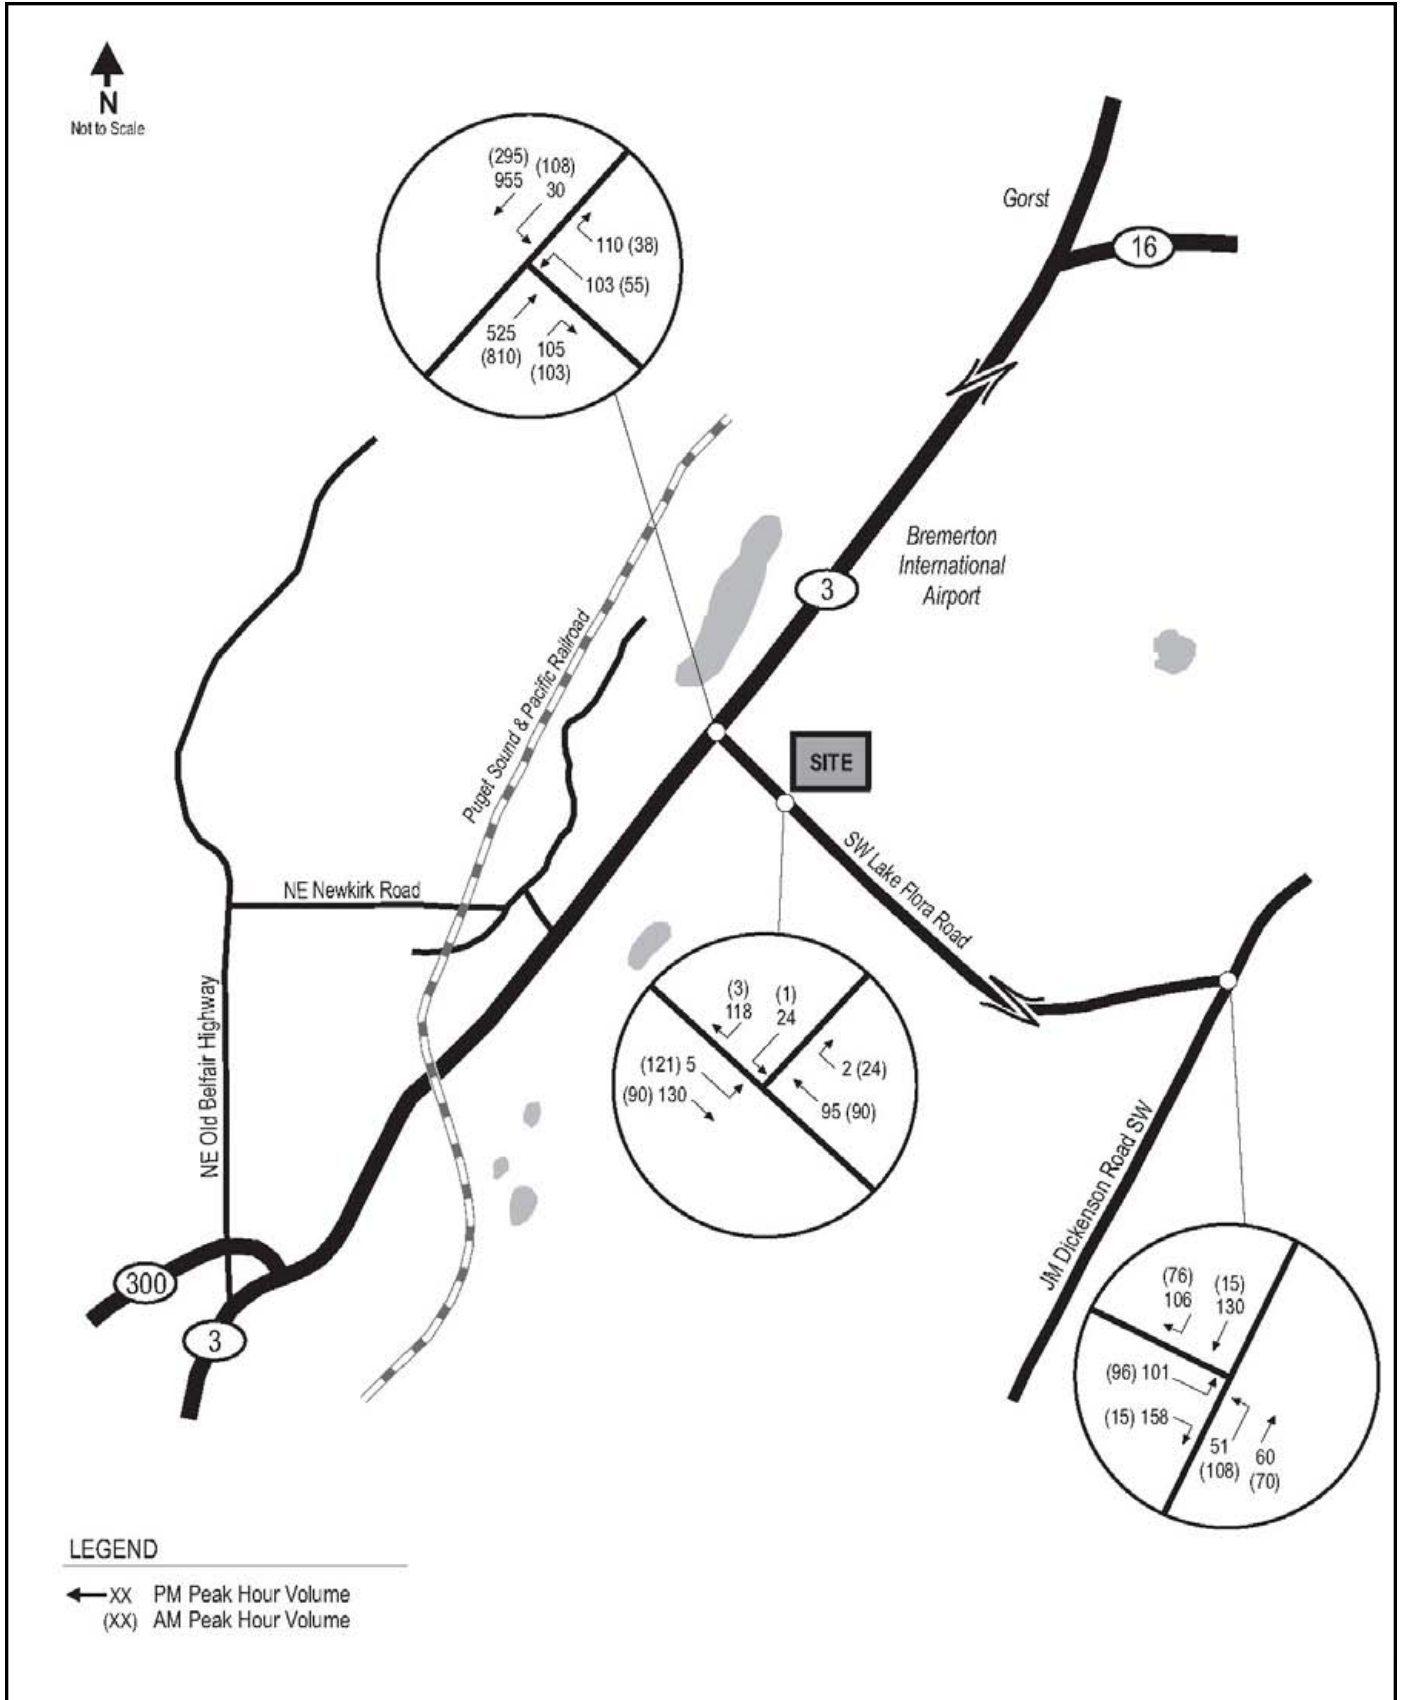 N
Not to Scale
(295) (108)
955 30
110 (38)
103 (55)
525 105
(810) (103)
Gorst
16
Bremerton
International
Airport
3
Puget Sound & Pacific Railroad
SITE
SW Lake Flora Road
NE Newkirk Road
NE Old Belfair Highway
(3) (1)
118 24
(121) 5
2 (24)
(90) 130
95 (90)
JM Dickenson Road SW
300
3
(76) (15)
106 130
(96) 101
(15) 158
51 60
(108) (70)
LEGEND
XX PM Peak Hour Volume
(XX) AM Peak Hour Volume